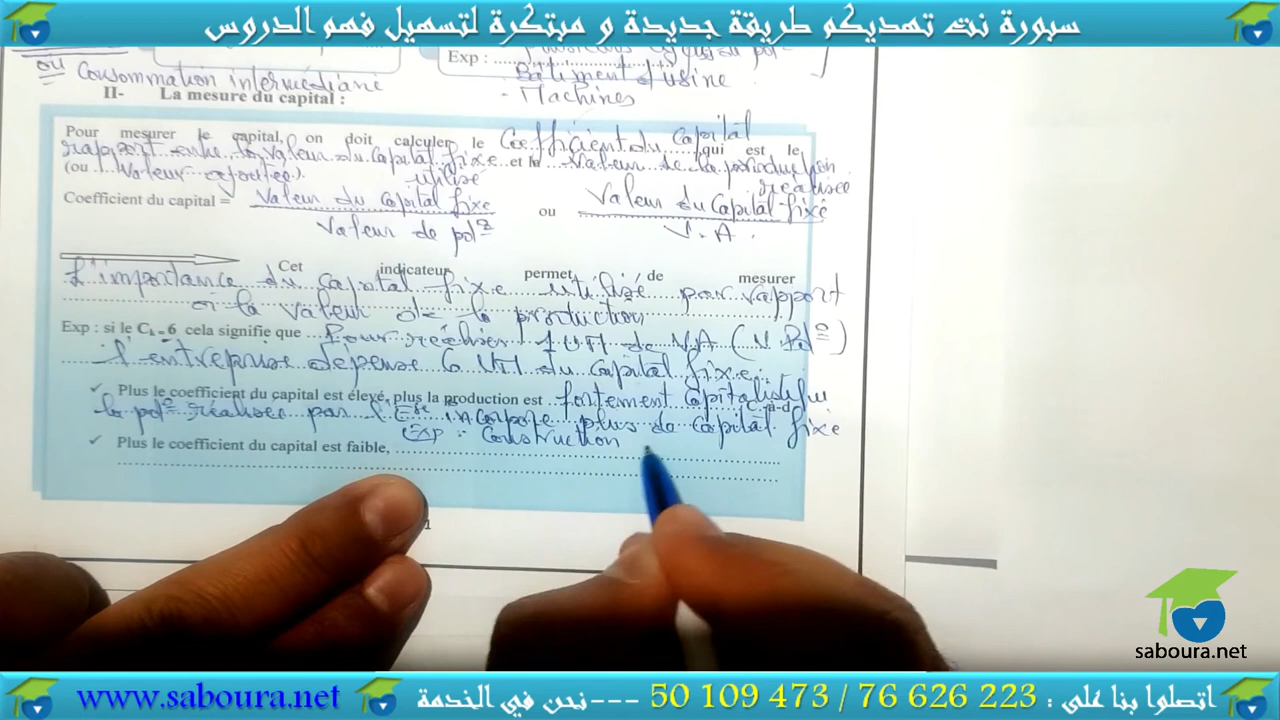 سبورة نت تهديكم طريقة جديدة و مبتكرة لتسهيل فهم الدروس
Exp : ...
Bâtiment d'usine
ou Consommation intermédiaire
- Machines
II- La mesure du capital :
Pour mesurer le capital, on doit calculer le Coefficient du Capital qui est le
rapport entre la valeur du capital fixe et la valeur de la production
utilisé réalisée
(ou Valeur ajoutée).
Coefficient du capital = Valeur du capital fixe ou Valeur du Capital fixe
Valeur de pd° V.A.
Cet indicateur permet de mesurer
L'importance du capital fixe utilisé par rapport
à la valeur de la production
Exp : si le Ck = 6 cela signifie que Pour réaliser 1 UM de V.A (V. Pd°)
l'entreprise dépense 6 UM du capital fixe.
✓ Plus le coefficient du capital est élevé, plus la production est fortement capitalistique
C.-à-d
la pd° réalisée par l'Ese incorpore plus de capital fixe
Exp : Construction
✓ Plus le coefficient du capital est faible, ...
1
saboura.net
www.saboura.net اتصلوا بنا على : 50 109 473 / 76 626 223 ---نحن في الخدمة